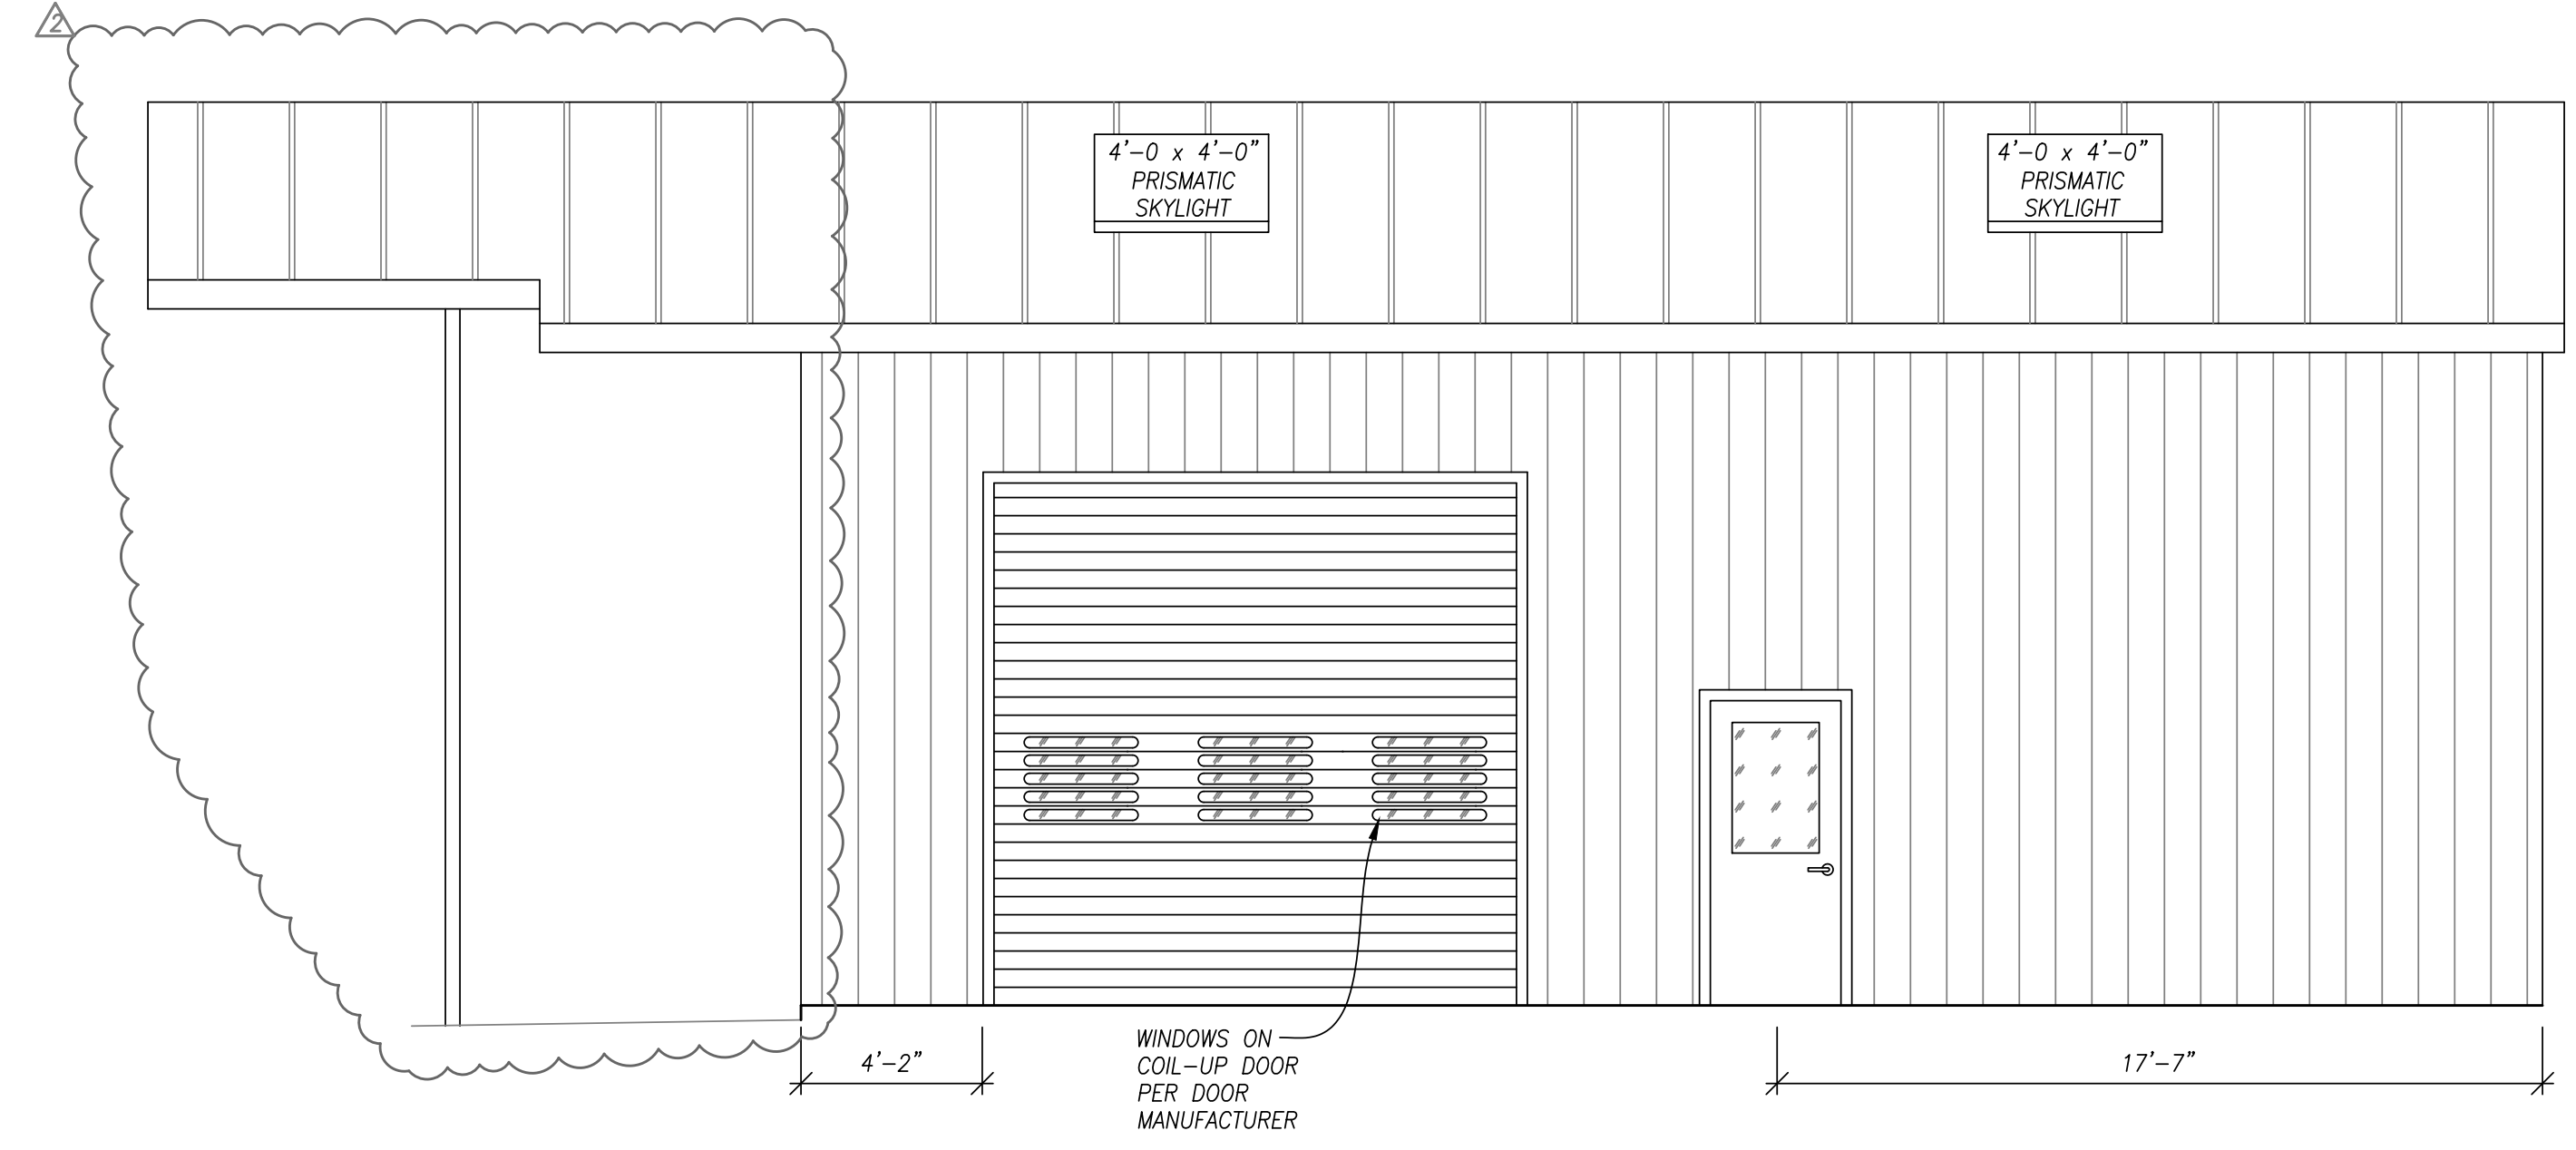 2
4'-0 x 4'-0"
PRISMATIC
SKYLIGHT
4'-0 x 4'-0"
PRISMATIC
SKYLIGHT
WINDOWS ON
COIL-UP DOOR
PER DOOR
MANUFACTURER
4'-2"
17'-7"